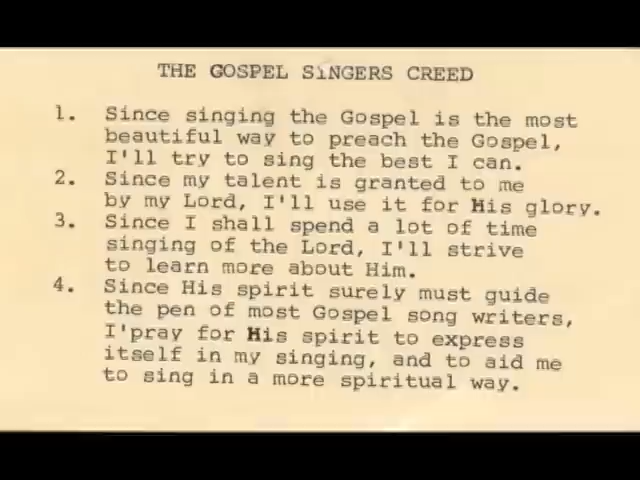 THE GOSPEL SiNGERS CREED
1. Since singing the Gospel is the most
beautiful way to preach the Gospel,
I'll try to sing the best I can.
2. Since my talent is granted to me
by my Lord, I'll use it for His glory.
3. Since I shall spend a lot of time
singing of the Lord, I'll strive
to learn more about Him.
4. Since His spirit surely must guide
the pen of most Gospel song writers,
I'pray for His spirit to express
itself in my singing, and to aid me
to sing in a more spiritual way.